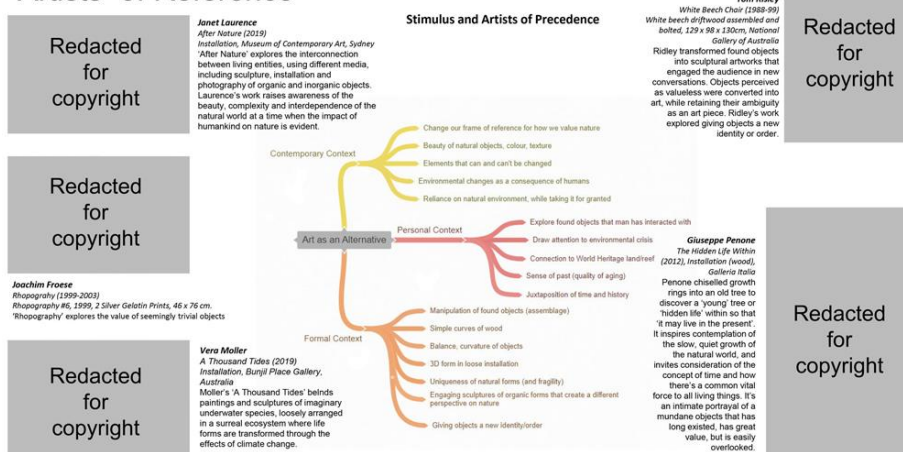 Artists of Reference
Stimulus and Artists of Precedence
Redacted
for
copyright
Janet Laurence
After Nature (2019)
Installation, Museum of Contemporary Art, Sydney
'After Nature' explores the interconnection
between living entities, using different media,
including sculpture, installation and
photography of organic and inorganic objects.
Laurence's work raises awareness of the
beauty, complexity and interdependence of the
natural world at a time when the impact of
humankind on nature is evident.
Redacted
for
copyright
Joachim Froese
Rhopograhy (1999-2003)
Rhopography #6, 1999, 2 Silver Gelatin Prints, 46 x 76 cm.
'Rhopography' explores the value of seemingly trivial objects
Redacted
for
copyright
Vera Moller
A Thousand Tides (2019)
Installation, Bunjil Place Gallery,
Australia
Moller's 'A Thousand Tides' belnds
paintings and sculptures of imaginary
underwater species, loosely arranged
in a surreal ecosystem where life
forms are transformed through the
effects of climate change.
Art as an Alternative
Contemporary Context
Change our frame of reference for how we value nature
Beauty of natural objects, colour, texture
Elements that can and can't be changed
Environmental changes as a consequence of humans
Reliance on natural environment, while taking it for granted
Personal Context
Explore found objects that man has interacted with
Draw attention to environmental crisis
Connection to World Heritage land/reef
Sense of past (quality of aging)
Juxtaposition of time and history
Formal Context
Manipulation of found objects (assemblage)
Simple curves of wood
Balance, curvature of objects
3D form in loose installation
Uniqueness of natural forms (and fragility)
Engaging sculptures of organic forms that create a different
perspective on nature
Giving objects a new identity/order
White Beech Chair (1988-99)
White beech driftwood assembled and
bolted, 129 x 98 x 130cm, National
Gallery of Australia
Ridley transformed found objects
into sculptural artworks that
engaged the audience in new
conversations. Objects perceived
as valueless were converted into
art, while retaining their ambiguity
as an art piece. Ridley's work
explored giving objects a new
identity or order.
Redacted
for
copyright
Giuseppe Penone
The Hidden Life Within
(2012), Installation (wood),
Galleria Italia
Penone chiselled growth
rings into an old tree to
discover a 'young' tree or
'hidden life' within so that
'it may live in the present'.
It inspires contemplation of
the slow, quiet growth of
the natural world, and
invites consideration of the
concept of time and how
there's a common vital
force to all living things. It's
an intimate portrayal of a
mundane objects that has
long existed, has great
value, but is easily
overlooked.
Redacted
for
copyright